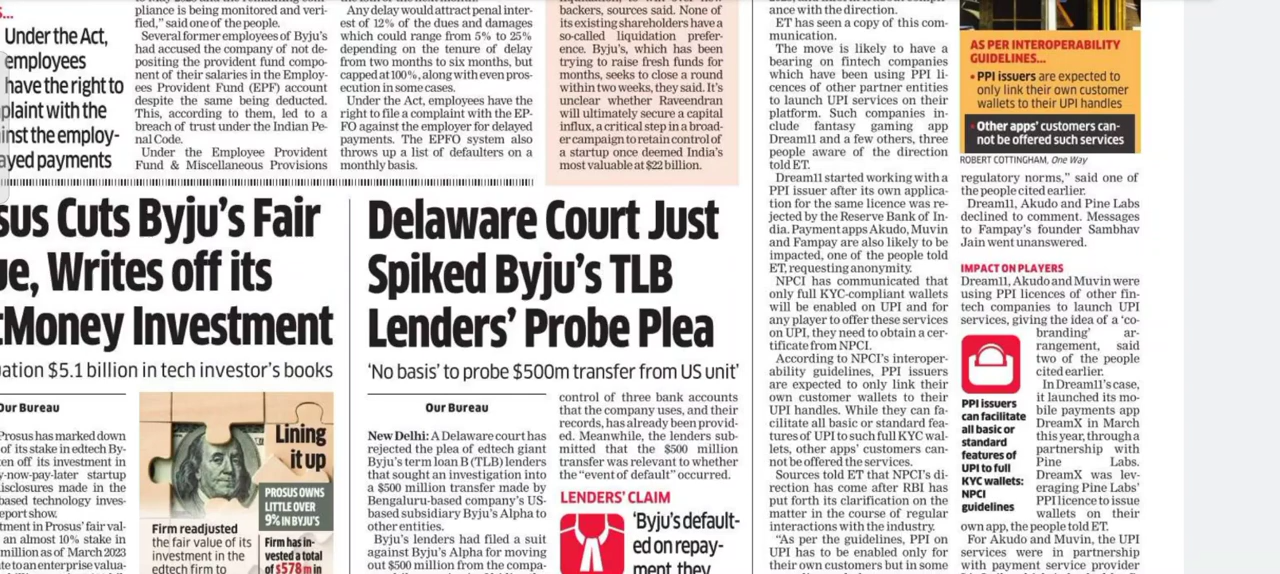 S...
Under the Act,
employees
have the right to
plaint with the
inst the employ-
ayed payments
pliance is being monitored and veri-
fied,” said one of the people.
Several former employees of Byju’s
had accused the company of not de-
positing the provident fund compo-
nent of their salaries in the Employ-
ees Provident Fund (EPF) account
despite the same being deducted.
This, according to them, led to a
breach of trust under the Indian Pe-
nal Code.
Under the Employee Provident
Fund & Miscellaneous Provisions
Any delay would attract penal inter-
est of 12% of the dues and damages
which could range from 5% to 25%
depending on the tenure of delay
from two months to six months, but
capped at 100%, along with even pros-
ecution in some cases.
Under the Act, employees have the
right to file a complaint with the EP-
FO against the employer for delayed
payments. The EPFO system also
throws up a list of defaulters on a
monthly basis.
backers, sources said. None of
its existing shareholders have a
so-called liquidation prefer-
ence. Byju’s, which has been
trying to raise fresh funds for
months, seeks to close a round
within two weeks, they said. It’s
unclear whether Raveendran
will ultimately secure a capital
influx, a critical step in a broad-
er campaign to retain control of
a startup once deemed India’s
most valuable at $22 billion.
sus Cuts Byju’s Fair
ue, Writes off its
tMoney Investment
uation $5.1 billion in tech investor’s books
Our Bureau
Prosus has marked down
of its stake in edtech By-
ten off its investment in
y-now-pay-later startup
disclosures made in the
based technology inves-
eport show.
tment in Prosus’ fair val-
an almost 10% stake in
million as of March 2023
te to an enterprise valua-
Lining
it up
PROSUS OWNS
LITTLE OVER
9% IN BYJU’S
Firm readjusted
the fair value of its
investment in the
edtech firm to
Firm has in-
vested a total
of $578 m in
Delaware Court Just
Spiked Byju’s TLB
Lenders’ Probe Plea
‘No basis’ to probe $500m transfer from US unit’
Our Bureau
New Delhi: A Delaware court has
rejected the plea of edtech giant
Byju’s term loan B (TLB) lenders
that sought an investigation into
a $500 million transfer made by
Bengaluru-based company’s US-
based subsidiary Byju’s Alpha to
other entities.
Byju’s lenders had filed a suit
against Byju’s Alpha for moving
out $500 million from the compa-
control of three bank accounts
that the company uses, and their
records, has already been provid-
ed. Meanwhile, the lenders sub-
mitted that the $500 million
transfer was relevant to whether
the “event of default” occurred.
LENDERS’ CLAIM
‘Byju’s default-
ed on repay-
ment, they
ance with the direction.
ET has seen a copy of this com-
munication.
The move is likely to have a
bearing on fintech companies
which have been using PPI li-
cences of other partner entities
to launch UPI services on their
platform. Such companies in-
clude fantasy gaming app
Dream11 and a few others, three
people aware of the direction
told ET.
Dream11 started working with a
PPI issuer after its own applica-
tion for the same licence was re-
jected by the Reserve Bank of In-
dia. Payment apps Akudo, Muvin
and Fampay are also likely to be
impacted, one of the people told
ET, requesting anonymity.
NPCI has communicated that
only full KYC-compliant wallets
will be enabled on UPI and for
any player to offer these services
on UPI, they need to obtain a cer-
tificate from NPCI.
According to NPCI’s interoper-
ability guidelines, PPI issuers
are expected to only link their
own customer wallets to their
UPI handles. While they can fa-
cilitate all basic or standard fea-
tures of UPI to such full KYC wal-
lets, other apps’ customers can-
not be offered the services.
Sources told ET that NPCI’s di-
rection has come after RBI has
put forth its clarification on the
matter in the course of regular
interactions with the industry.
“As per the guidelines, PPI on
UPI has to be enabled only for
their own customers but in some
AS PER INTEROPERABILITY
GUIDELINES...
• PPI issuers are expected to
only link their own customer
wallets to their UPI handles
• Other apps’ customers can-
not be offered such services
ROBERT COTTINGHAM, One Way
regulatory norms,” said one of
the people cited earlier.
Dream11, Akudo and Pine Labs
declined to comment. Messages
to Fampay’s founder Sambhav
Jain went unanswered.
IMPACT ON PLAYERS
Dream11, Akudo and Muvin were
using PPI licences of other fin-
tech companies to launch UPI
services, giving the idea of a ‘co-
branding’ ar-
rangement, said
two of the people
cited earlier.
In Dream11’s case,
it launched its mo-
bile payments app
DreamX in March
this year, through a
partnership with
Pine Labs.
DreamX was lev-
eraging Pine Labs’
PPI licence to issue
wallets on their
own app, the people told ET.
For Akudo and Muvin, the UPI
services were in partnership
with payment service provider
PPI issuers
can facilitate
all basic or
standard
features of
UPI to full
KYC wallets:
NPCI
guidelines